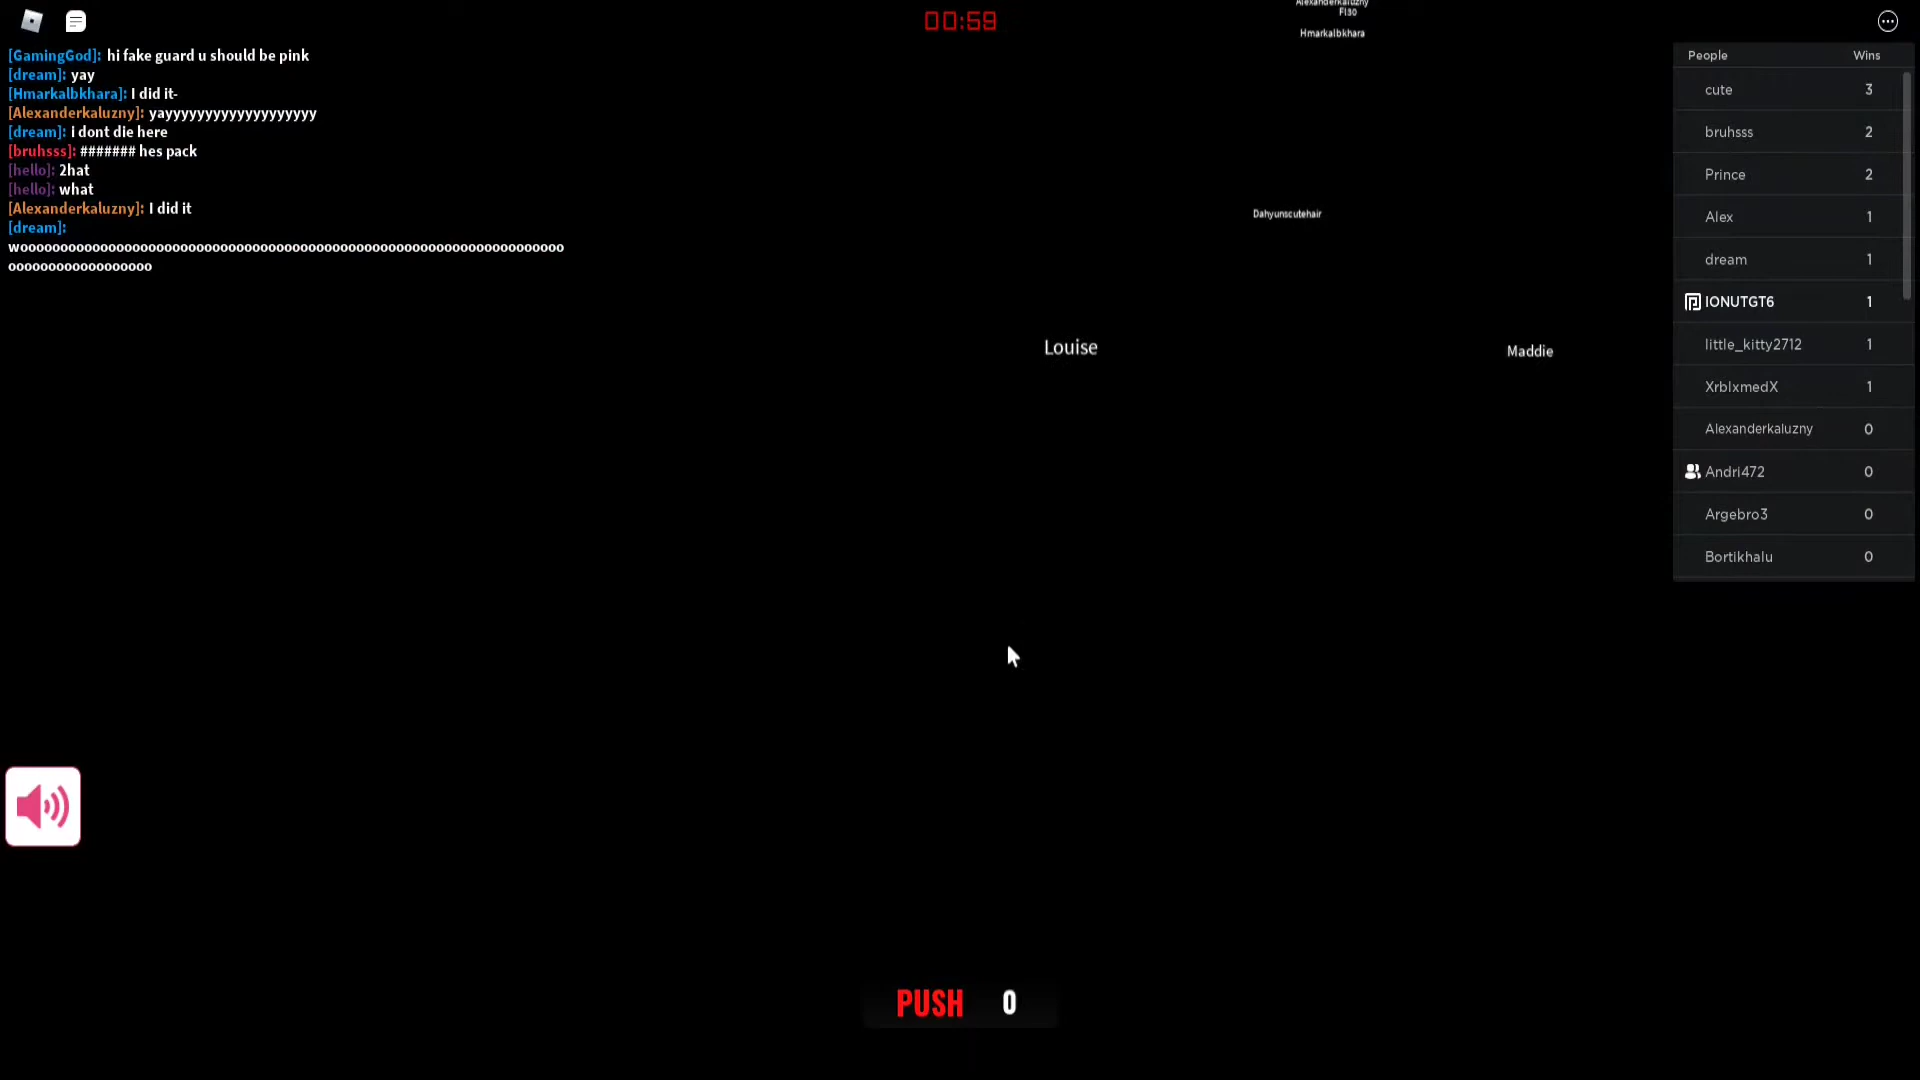 00:59
Alexanderkaluzny
Fl30
Hmarkalbkhara
[GamingGod]: hi fake guard u should be pink
[dream]: yay
[Hmarkalbkhara]: I did it-
[Alexanderkaluzny]: yayyyyyyyyyyyyyyyyyyy
[dream]: i dont die here
[bruhsss]: ####### hes pack
[hello]: 2hat
[hello]: what
[Alexanderkaluzny]: I did it
[dream]:
woooooooooooooooooooooooooooooooooooooooooooooooooooooooooooooooooooo
oooooooooooooooooo
Dahyunscutehair
Louise
Maddie
People Wins
cute 3
bruhsss 2
Prince 2
Alex 1
dream 1
IONUTGT6 1
little_kitty2712 1
XrblxmedX 1
Alexanderkaluzny 0
Andri472 0
Argebro3 0
Bortikhalu 0
PUSH 0